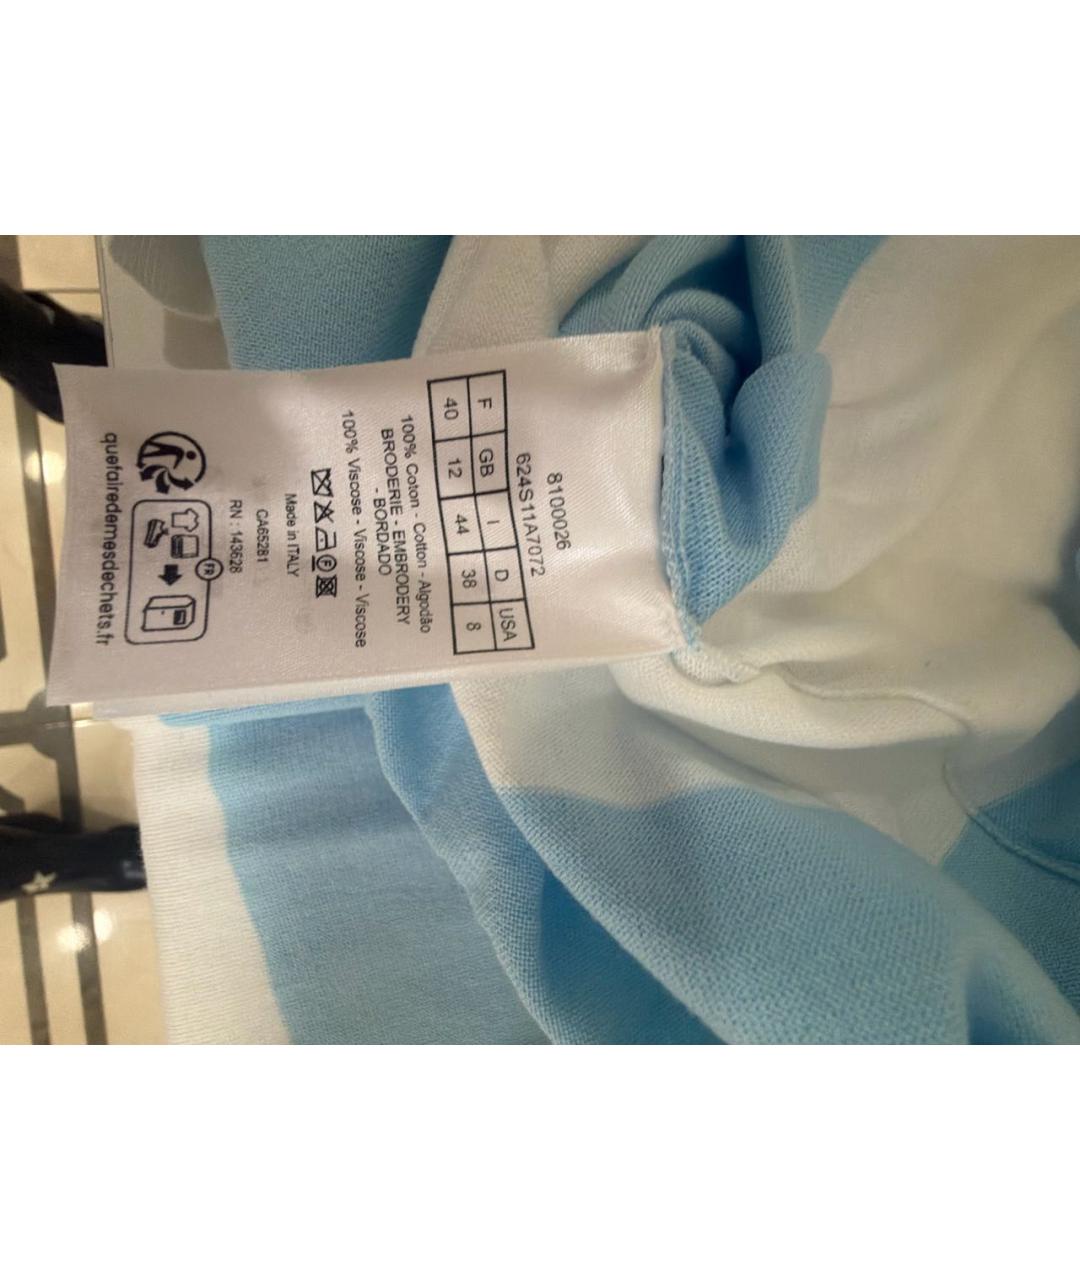 8100026
624S11A7072
F GB I D USA
40 12 44 38 8
100% Coton - Cotton - Algodão
BRODERIE - EMBRODERY
- BORDADO
100% Viscose - Viscose - Viscose
P
Made in ITALY
CA65281
RN : 143628
FR
quefairedemesdechets.fr